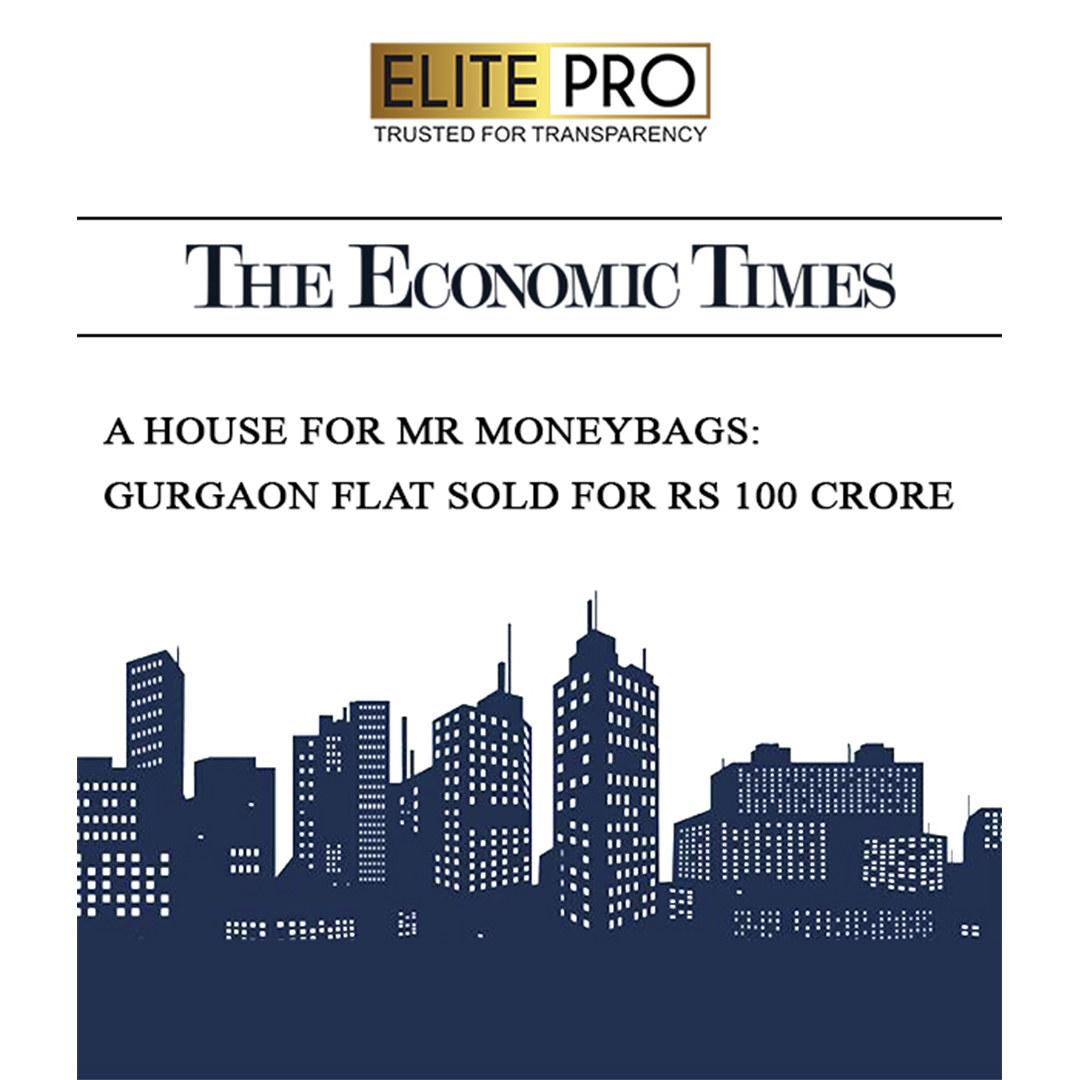 ELITE PRO
TRUSTED FOR TRANSPARENCY
THE ECONOMIC TIMES
A HOUSE FOR MR MONEYBAGS:
GURGAON FLAT SOLD FOR RS 100 CRORE